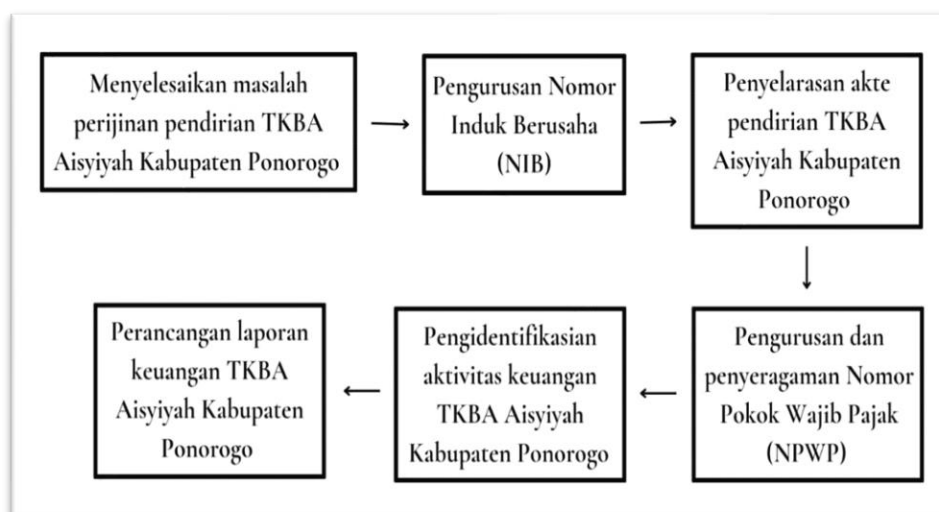 Menyelesaikan masalah
perijinan pendirian TKBA
Aisyiyah Kabupaten Ponorogo
Pengurusan Nomor
Induk Berusaha
(NIB)
Penyelarasan akte
pendirian TKBA
Aisyiyah Kabupaten
Ponorogo
Pengurusan dan
penyeragaman Nomor
Pokok Wajib Pajak
(NPWP)
Pengidentifikasian
aktivitas keuangan
TKBA Aisyiyah
Kabupaten Ponorogo
Perancangan laporan
keuangan TKBA
Aisyiyah Kabupaten
Ponorogo